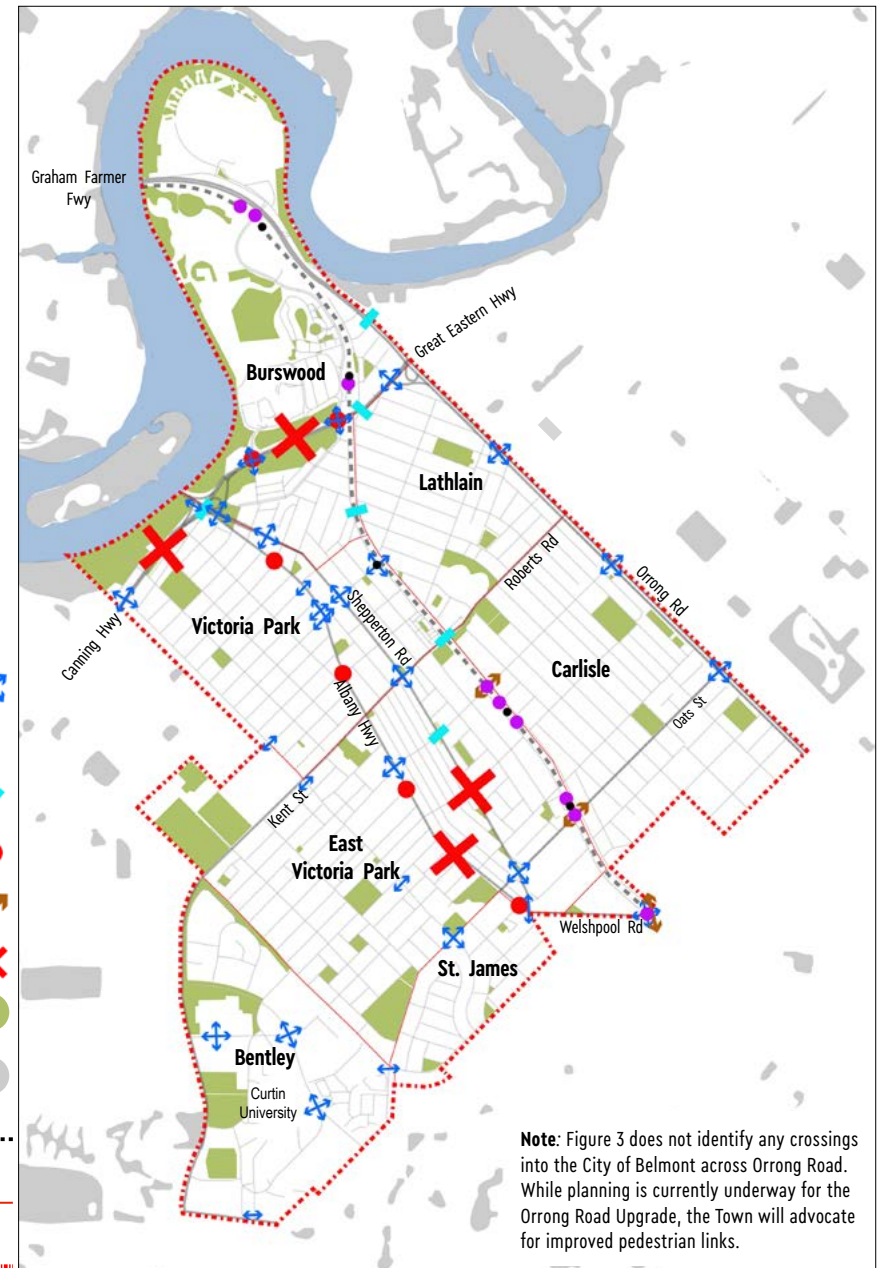 Graham Farmer
Fwy
Great Eastern Hwy
Burswood
Lathlain
Roberts Rd
Orrong Rd
Canning Hwy
Victoria Park
Shepperton Rd
Carlisle
Albany Hwy
Oats St
Kent St
East
Victoria Park
Welshpool Rd
St. James
Bentley
Curtin
University
Note: Figure 3 does not identify any crossings
into the City of Belmont across Orrong Road.
While planning is currently underway for the
Orrong Road Upgrade, the Town will advocate
for improved pedestrian links.